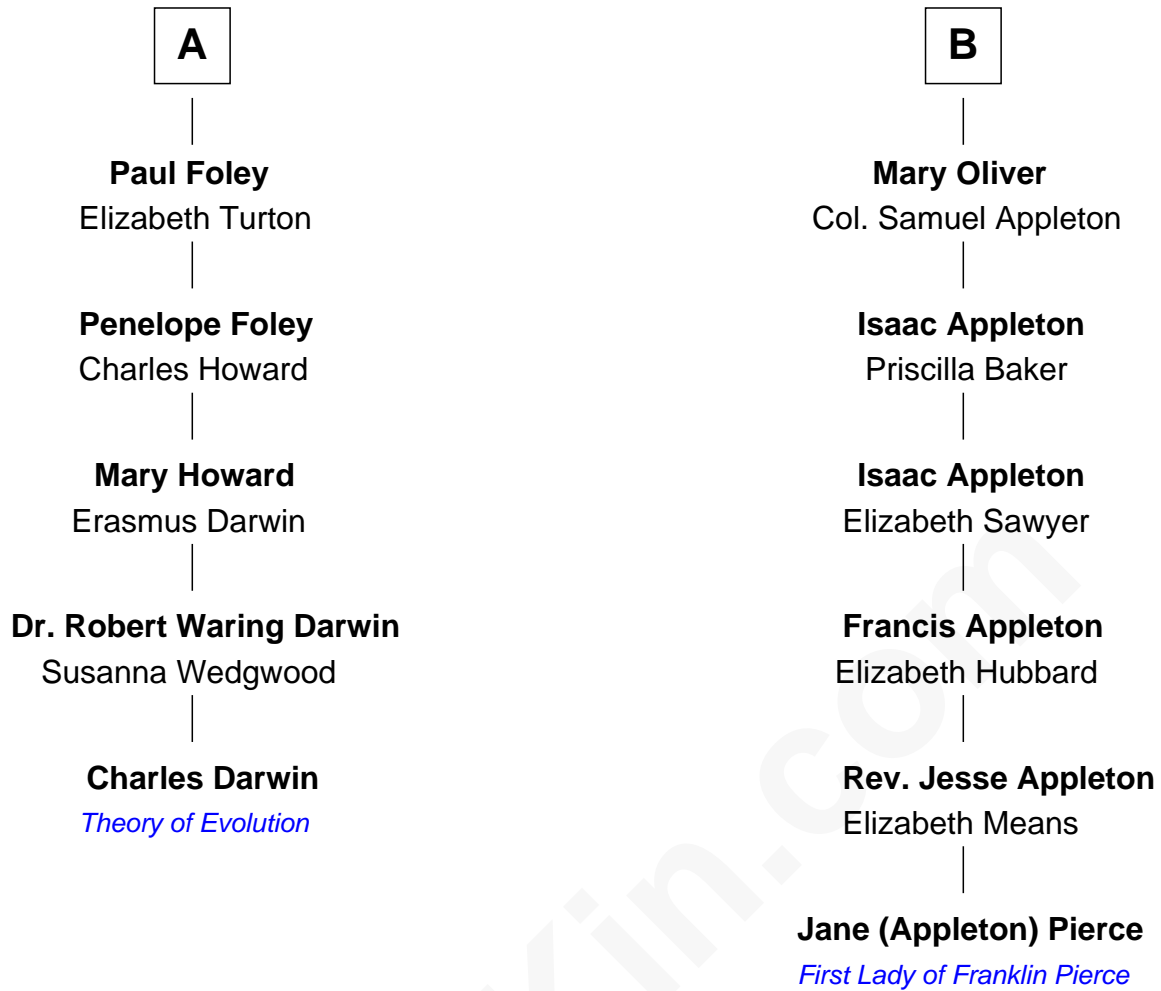 A
Paul Foley
Elizabeth Turton
Penelope Foley
Charles Howard
Mary Howard
Erasmus Darwin
Dr. Robert Waring Darwin
Susanna Wedgwood
Charles Darwin
Theory of Evolution
B
Mary Oliver
Col. Samuel Appleton
Isaac Appleton
Priscilla Baker
Isaac Appleton
Elizabeth Sawyer
Francis Appleton
Elizabeth Hubbard
Rev. Jesse Appleton
Elizabeth Means
Jane (Appleton) Pierce
First Lady of Franklin Pierce
Kin.com